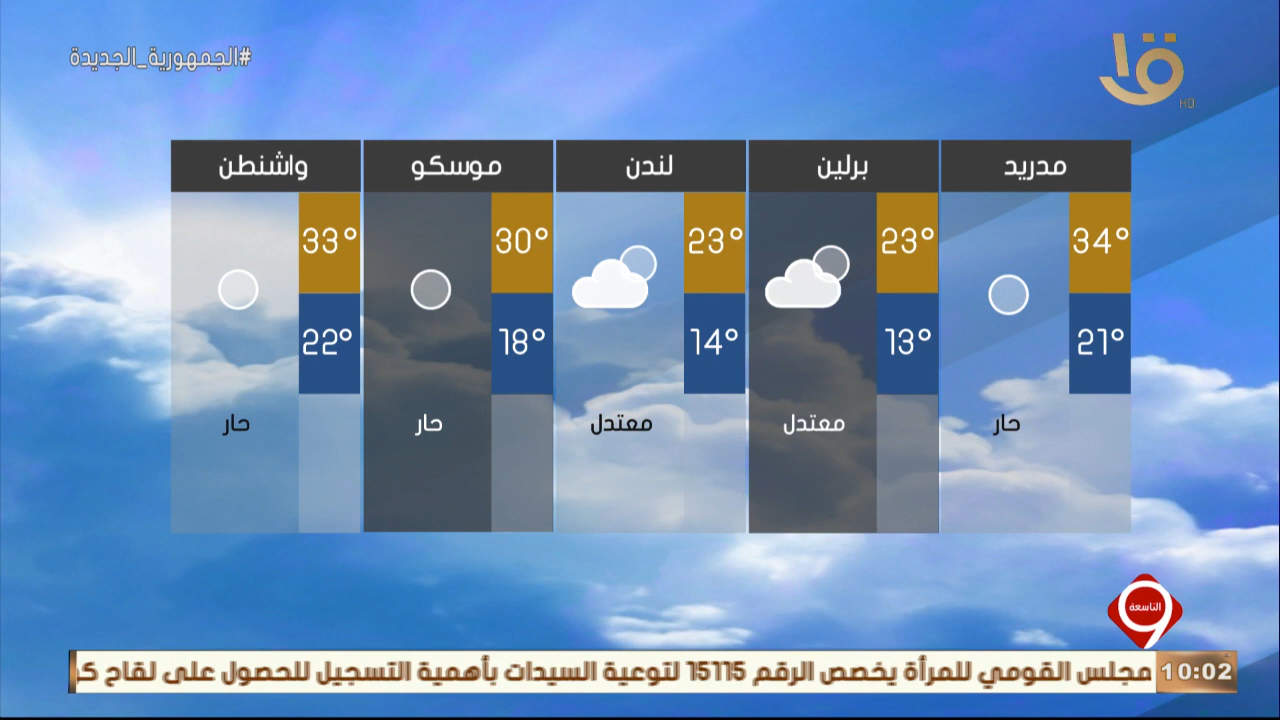 #الجمهورية_الجديدة
HD
مدريد
34°
21°
حار
برلين
23°
13°
معتدل
لندن
23°
14°
معتدل
موسكو
30°
18°
حار
واشنطن
33°
22°
حار
التاسعة
9
10:02
مجلس القومي للمرأة يخصص الرقم 15115 لتوعية السيدات بأهمية التسجيل للحصول على لقاح ك